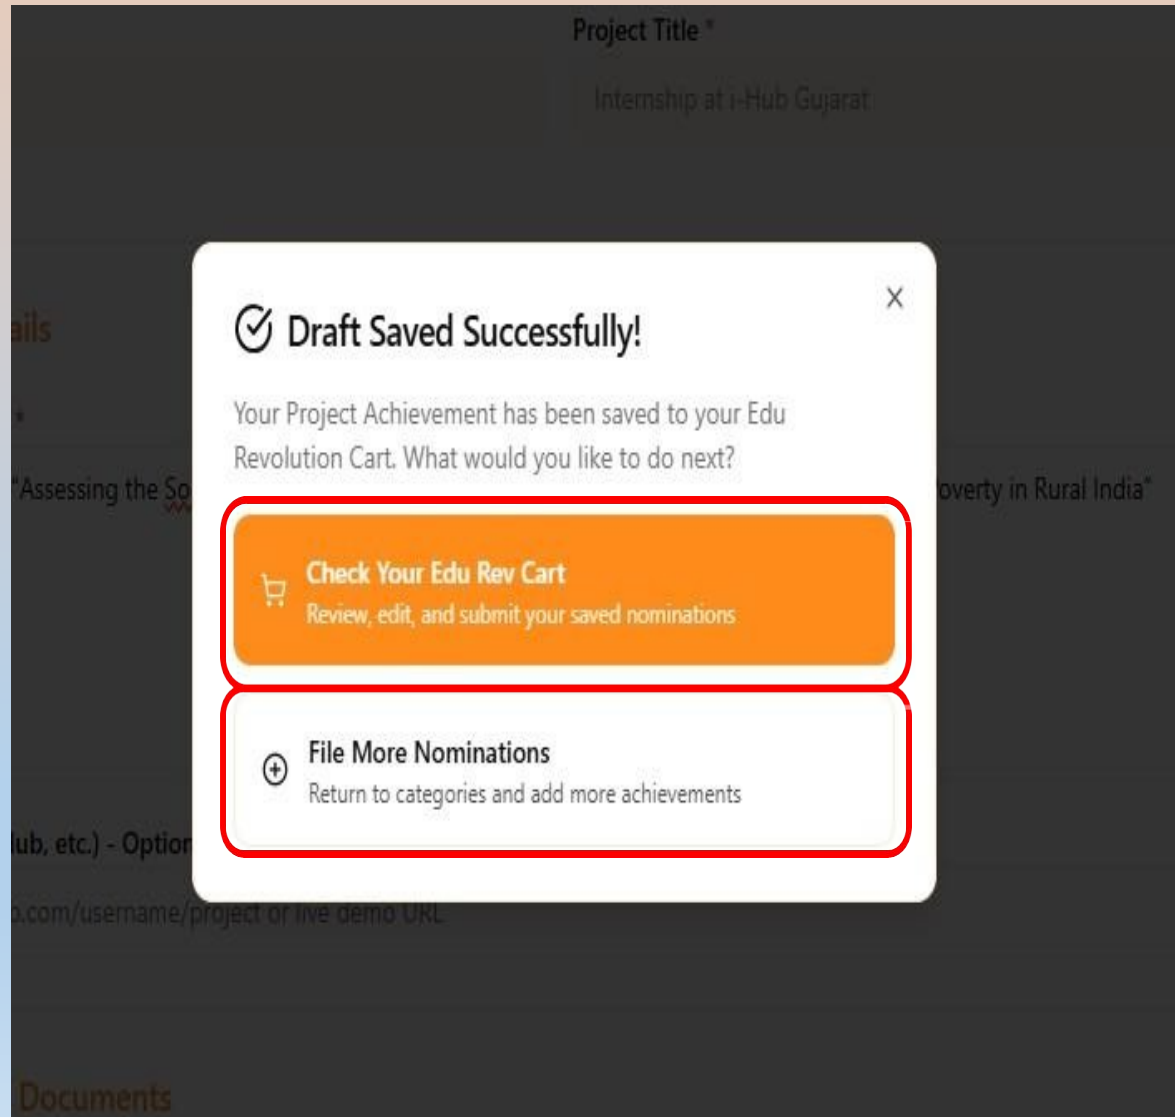 Project Title *
Internship at i-Hub Gujarat
ails
*
Draft Saved Successfully!
Your Project Achievement has been saved to your Edu
Revolution Cart. What would you like to do next?
"Assessing the So
overty in Rural India"
Check Your Edu Rev Cart
Review, edit, and submit your saved nominations
File More Nominations
Return to categories and add more achievements
lub, etc.) - Option
o.com/username/project or live demo URL
Documents